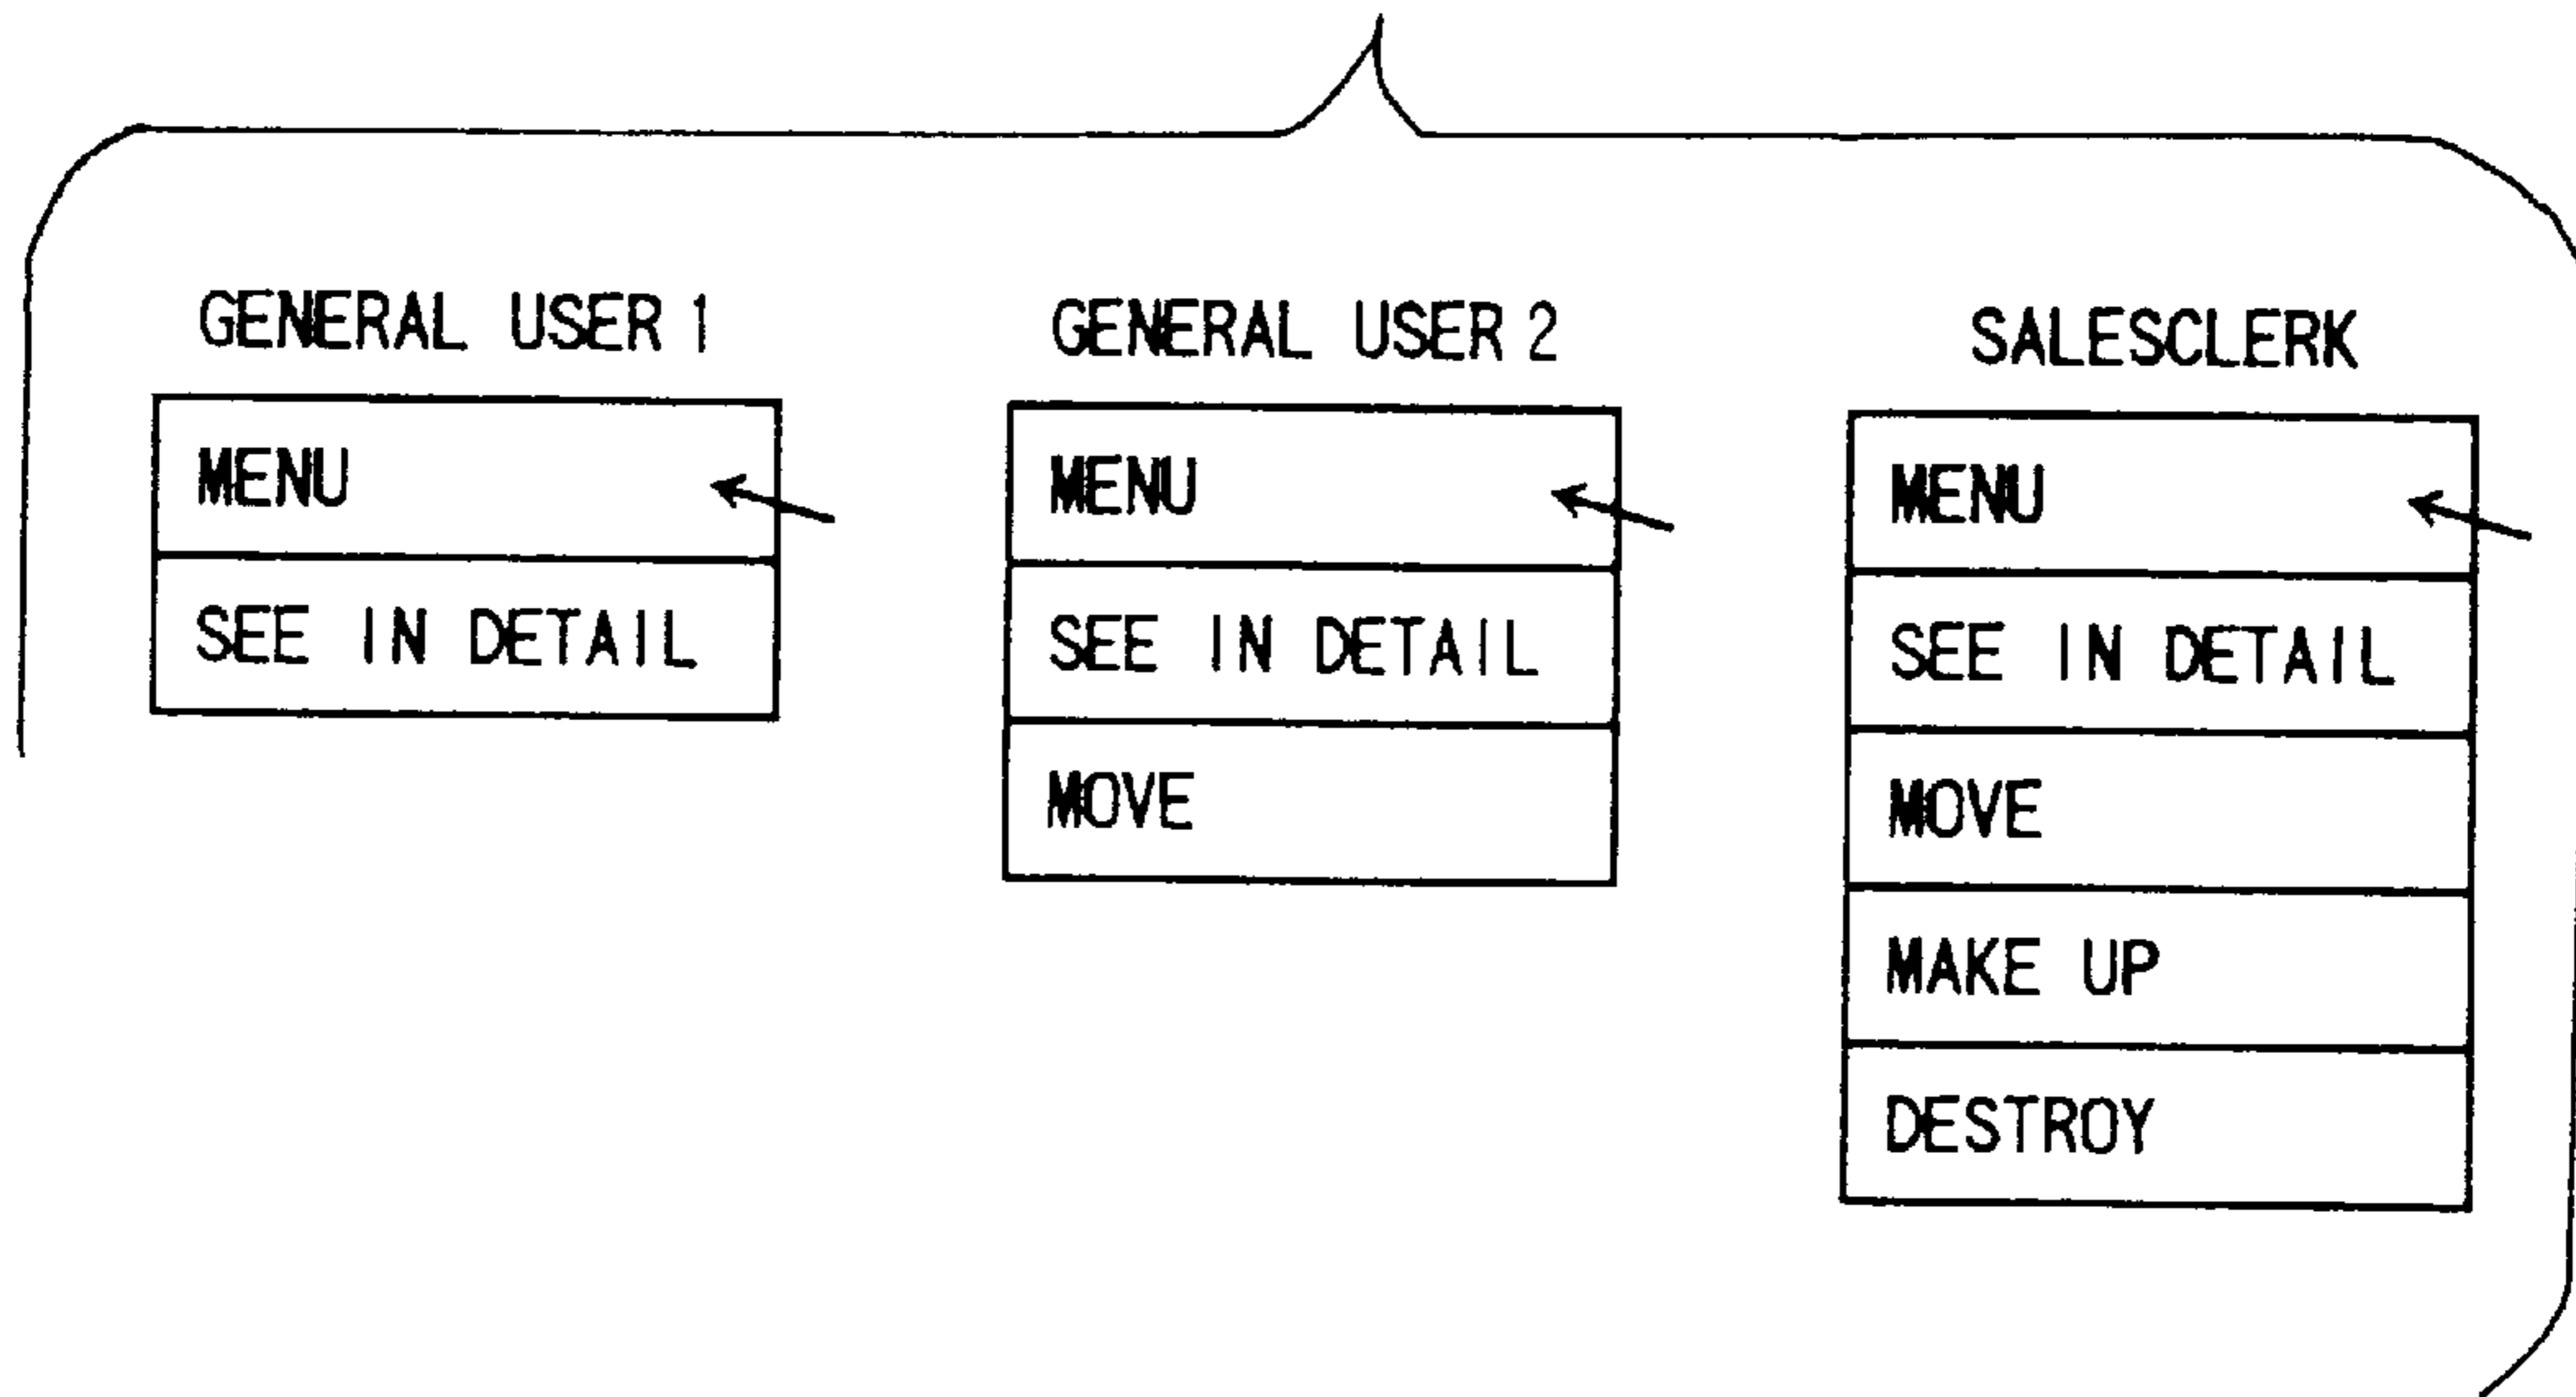 GENERAL USER 1
MENU
SEE IN DETAIL
GENERAL USER 2
MENU
SEE IN DETAIL
MOVE
SALESCLERK
MENU
SEE IN DETAIL
MOVE
MAKE UP
DESTROY